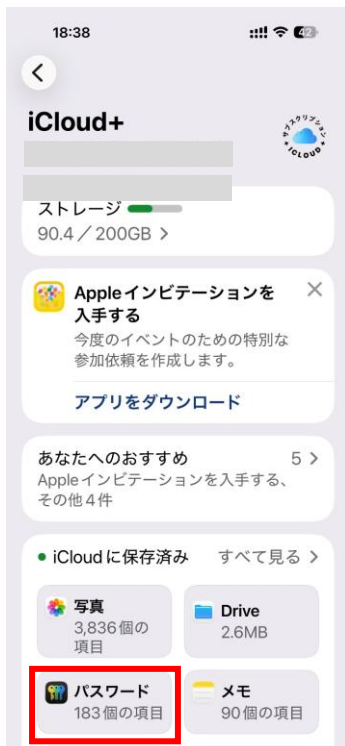 18:38
42
iCloud+
サブスクリプション
iCLOUD+
ストレージ
90.4／200GB
Appleインビテーションを
入手する
今度のイベントのための特別な
参加依頼を作成します。
アプリをダウンロード
あなたへのおすすめ 5
Appleインビテーションを入手する、
その他4件
iCloudに保存済み すべて見る
写真
3,836個の
項目
Drive
2.6MB
パスワード
183個の項目
メモ
90個の項目